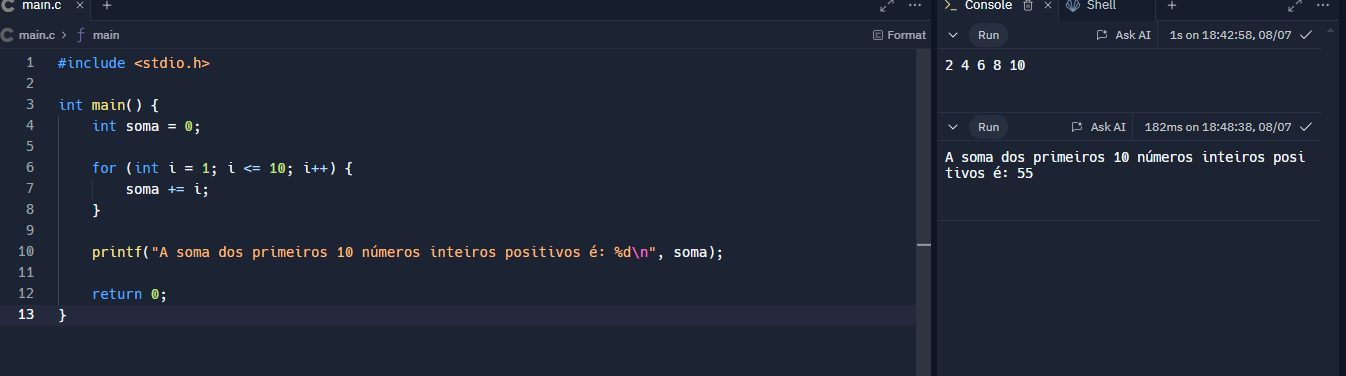 main.c × +
main.c > f main Format
1 #include <stdio.h>
2
3 int main() {
4 int soma = 0;
5
6 for (int i = 1; i <= 10; i++) {
7 soma += i;
8 }
9
10 printf("A soma dos primeiros 10 números inteiros positivos é: %d\n", soma);
11
12 return 0;
13 }
>_ Console × Shell +
Run Ask AI 1s on 18:42:58, 08/07
2 4 6 8 10
Run Ask AI 182ms on 18:48:38, 08/07
A soma dos primeiros 10 números inteiros posi
tivos é: 55